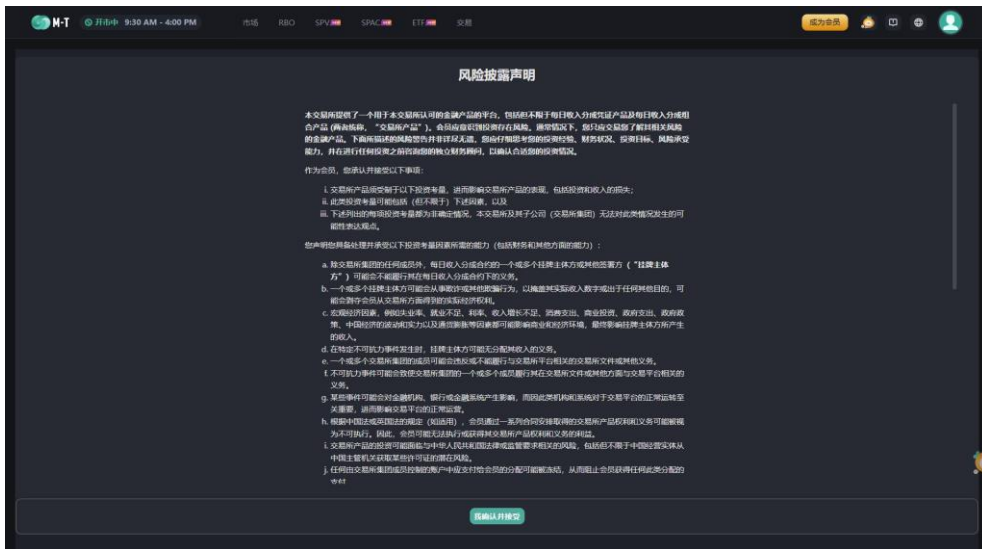 M-T
开市中 9:30 AM - 4:00 PM
市场
RBO
SPV
SPAC
ETF
交易
成为会员
风险披露声明
本交易所提供了一个用于本交易所认可的金融产品的平台，包括但不限于每日收入分成凭证产品及每日收入分成组
合产品 (两者统称，“交易所产品”)。会员应意识到投资存在风险。通常情况下，您只应交易您了解其相关风险
的金融产品。下面所描述的风险警告并非详尽无遗，您应仔细思考您的投资经验、财务状况、投资目标、风险承受
能力，并在进行任何投资之前咨询您的独立财务顾问，以确认合适您的投资情况。
作为会员，您承认并接受以下事项：
i. 交易所产品须受制于以下投资考量，进而影响交易所产品的表现，包括投资和收入的损失；
ii. 此类投资考量可能包括（但不限于）下述因素，以及
iii. 下述列出的每项投资考量都为非确定情况，本交易所及其子公司（交易所集团）无法对此类情况发生的可
能性表达观点。
您声明您具备处理并承受以下投资考量因素所需的能力（包括财务和其他方面的能力）：
a. 除交易所集团的任何成员外，每日收入分成合约的一个或多个挂牌主体方或其他签署方（“挂牌主体
方”）可能会不能履行其在每日收入分成合约下的义务。
b. 一个或多个挂牌主体方可能会从事欺诈或其他欺骗行为，以掩盖其实际收入数字或出于任何其他目的，可
能会剥夺会员从交易所方面得到的实际经济权利。
c. 宏观经济因素，例如失业率、就业不足、利率、收入增长不足、消费支出、商业投资、政府支出、政府政
策、中国经济的波动和实力以及通货膨胀等因素都可能影响商业和经济环境，最终影响挂牌主体方所产生
的收入。
d. 在特定不可抗力事件发生时，挂牌主体方可能无分配其收入的义务。
e. 一个或多个交易所集团的成员可能会违反或不能履行与交易所平台相关的交易所文件或其他义务。
f. 不可抗力事件可能会致使交易所集团的一个或多个成员履行其在交易所文件或其他方面与交易平台相关的
义务。
g. 某些事件可能会对金融机构、银行或金融系统产生影响，而因此类机构和系统对于交易平台的正常运转至
关重要，进而影响交易平台的正常运营。
h. 根据中国法或英国法的规定（如适用），会员通过一系列合同安排取得的交易所产品权利和义务可能被视
为不可执行。因此，会员可能无法执行或获得其交易所产品权利和义务的利益。
i. 交易所产品的投资可能面临与中华人民共和国法律或监管要求相关的风险，包括但不限于中国经营实体从
中国主管机关获取某些许可证的潜在风险。
j. 任何由交易所集团成员控制的账户中应支付给会员的分配可能被冻结，从而阻止会员获得任何此类分配的
支付
我确认并接受